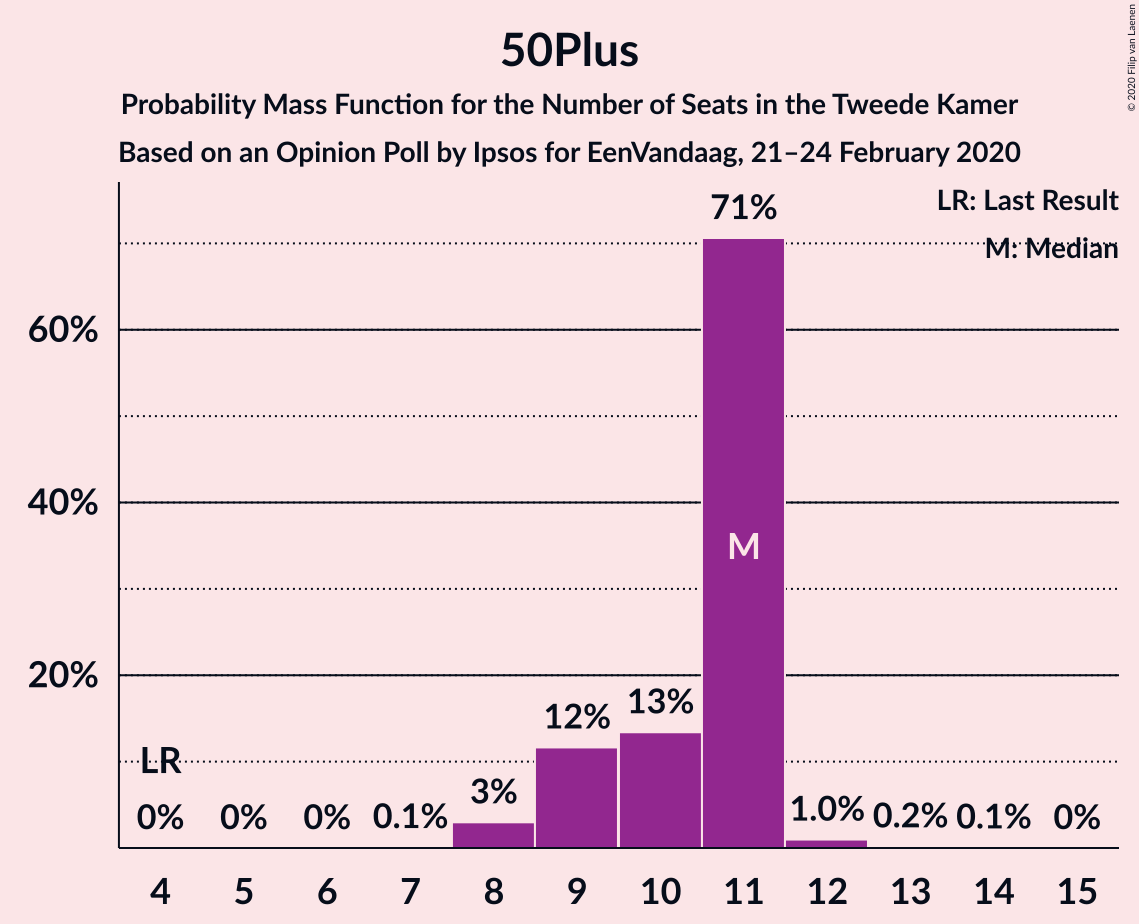 50Plus
Probability Mass Function for the Number of Seats in the Tweede Kamer
Based on an Opinion Poll by Ipsos for EenVandaag, 21–24 February 2020
© 2020 Filip van Laenen
LR: Last Result
M: Median
71%
60%
40%
M
20%
13%
12%
LR
3%
0% 0% 0% 0.1% 1.0% 0.2% 0.1% 0%
4 5 6 7 8 9 10 11 12 13 14 15